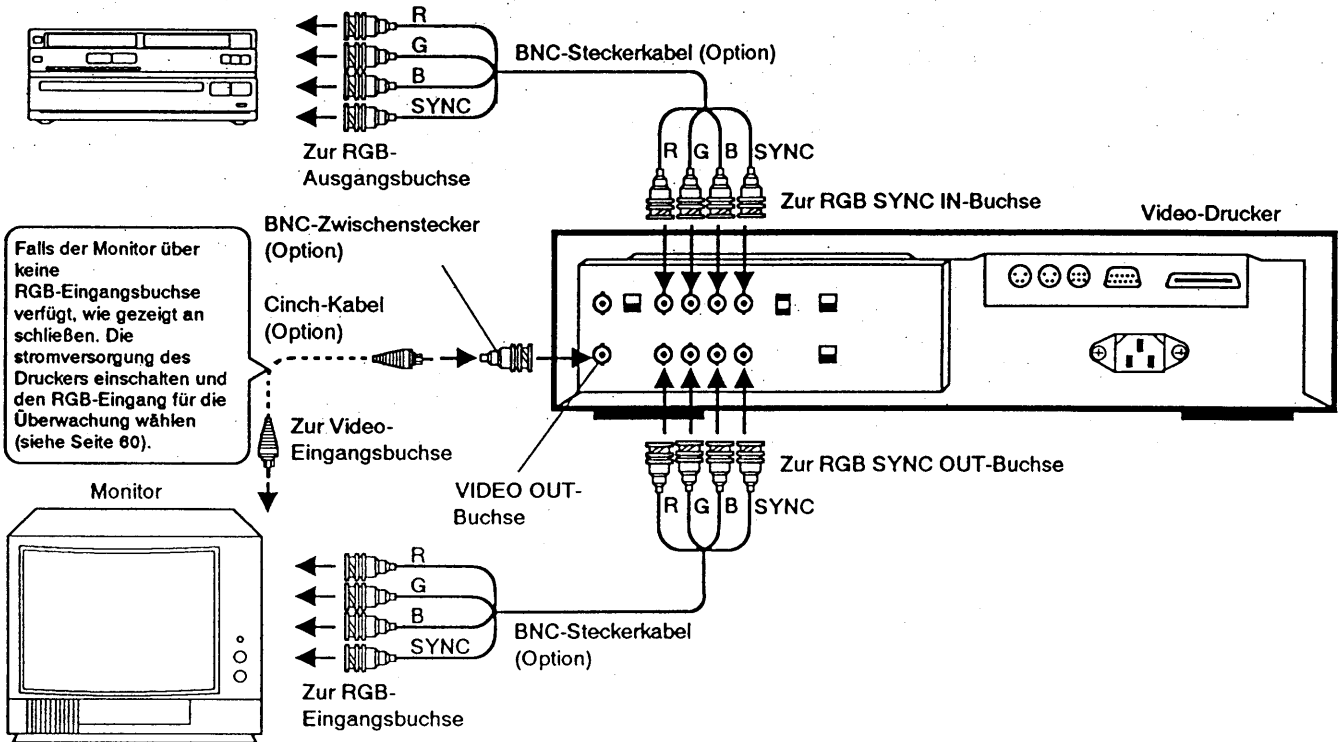 R
G
B
SYNC
BNC-Steckerkabel (Option)
Zur RGB-
Ausgangsbuchse
R G B SYNC
Zur RGB SYNC IN-Buchse
Video-Drucker
BNC-Zwischenstecker
(Option)
Falls der Monitor über
keine
RGB-Eingangsbuchse
verfügt, wie gezeigt an
schließen. Die
stromversorgung des
Druckers einschalten und
den RGB-Eingang für die
Überwachung wählen
(siehe Seite 60).
Cinch-Kabel
(Option)
Zur Video-
Eingangsbuchse
VIDEO OUT-
Buchse
Zur RGB SYNC OUT-Buchse
R G B SYNC
Monitor
R
G
B
SYNC
BNC-Steckerkabel
(Option)
Zur RGB-
Eingangsbuchse